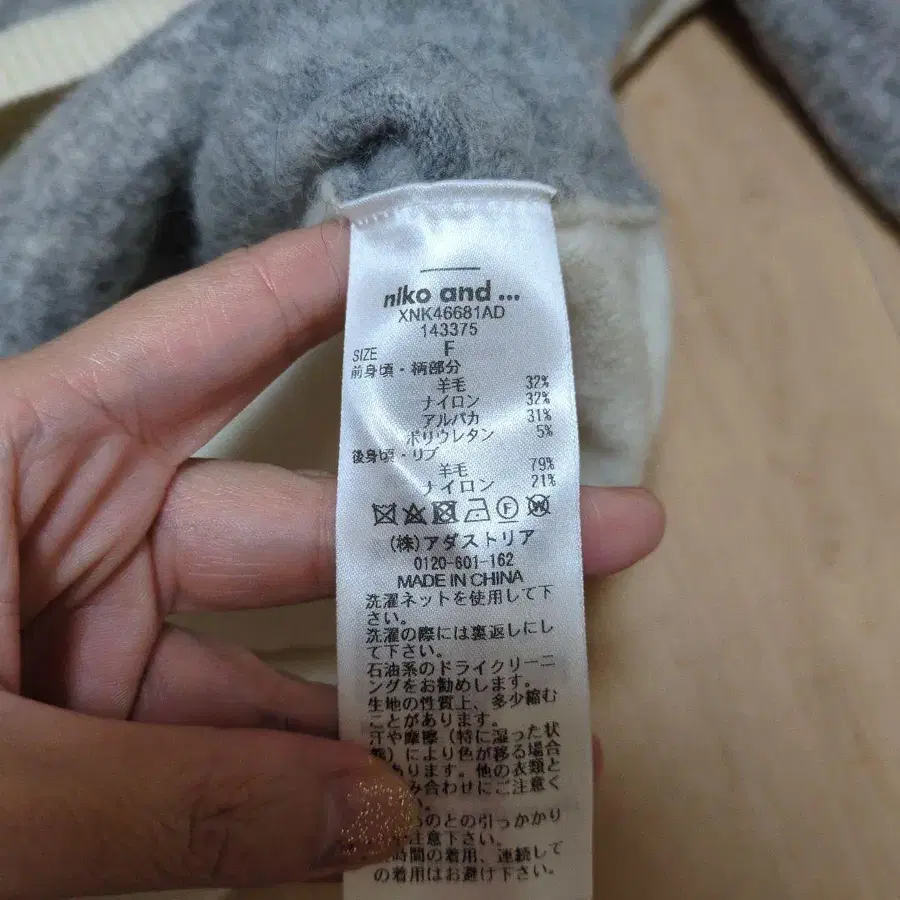 niko and ...
XNK46681AD
143375
SIZE F
前身頃・柄部分
羊毛 32%
ナイロン 32%
アルパカ 31%
ポリウレタン 5%
後身頃・リブ
羊毛 79%
ナイロン 21%
F W
(株)アダストリア
0120-601-162
MADE IN CHINA
洗濯ネットを使用して下
さい。
洗濯の際には裏返しにし
て下さい。
石油系のドライクリーニ
ングをお勧めします。
生地の性質上、多少縮む
ことがあります。
汗や摩擦（特に湿った状
態）により色が移る場合
あります。他の衣類と
み合わせにご注意く
い。
のとの引っかかり
注意下さい。
時間の着用、連続して
の着用はお避け下さい。